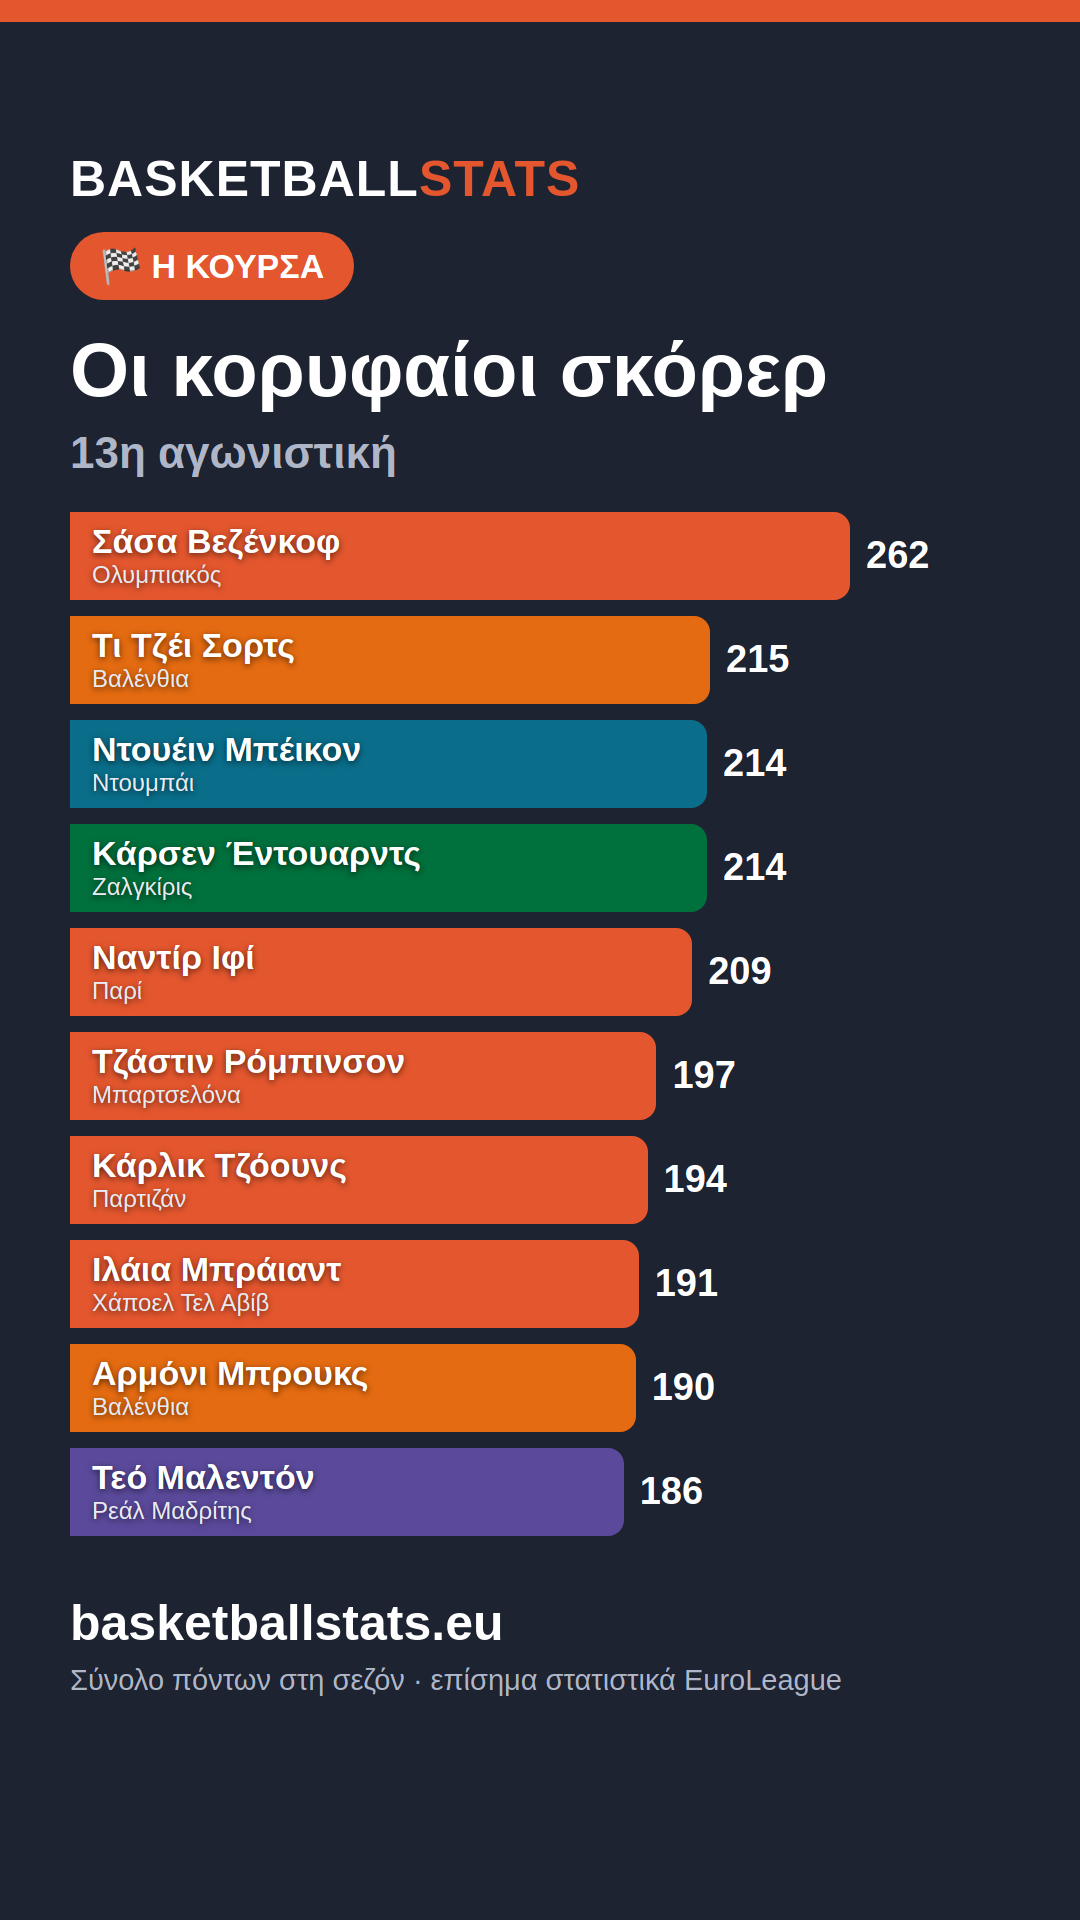 BASKETBALLSTATS
🏁 Η ΚΟΥΡΣΑ
Οι κορυφαίοι σκόρερ
13η αγωνιστική
Σάσα Βεζένκοφ
Ολυμπιακός
262
Τι Τζέι Σορτς
Βαλένθια
215
Ντουέιν Μπέικον
Ντουμπάι
214
Κάρσεν Έντουαρντς
Ζαλγκίρις
214
Ναντίρ Ιφί
Παρί
209
Τζάστιν Ρόμπινσον
Μπαρτσελόνα
197
Κάρλικ Τζόουνς
Παρτιζάν
194
Ιλάια Μπράιαντ
Χάποελ Τελ Αβίβ
191
Αρμόνι Μπρουκς
Βαλένθια
190
Τεό Μαλεντόν
Ρεάλ Μαδρίτης
186
basketballstats.eu
Σύνολο πόντων στη σεζόν · επίσημα στατιστικά EuroLeague